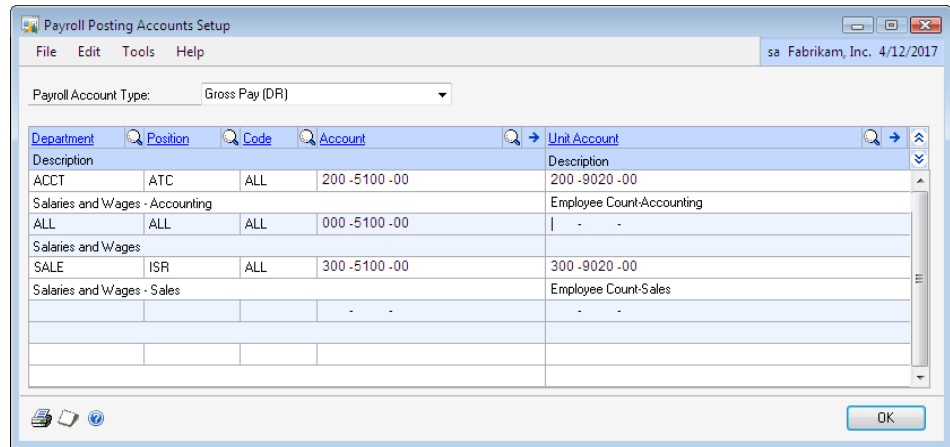 Payroll Posting Accounts Setup
File Edit Tools Help sa Fabrikam, Inc. 4/12/2017
Payroll Account Type: Gross Pay (DR)
Department Position Code Account Unit Account
Description Description
ACCT ATC ALL 200 -5100 -00 200 -9020 -00
Salaries and Wages - Accounting Employee Count-Accounting
ALL ALL ALL 000 -5100 -00 - -
Salaries and Wages
SALE ISR ALL 300 -5100 -00 300 -9020 -00
Salaries and Wages - Sales Employee Count-Sales
- - - -
OK